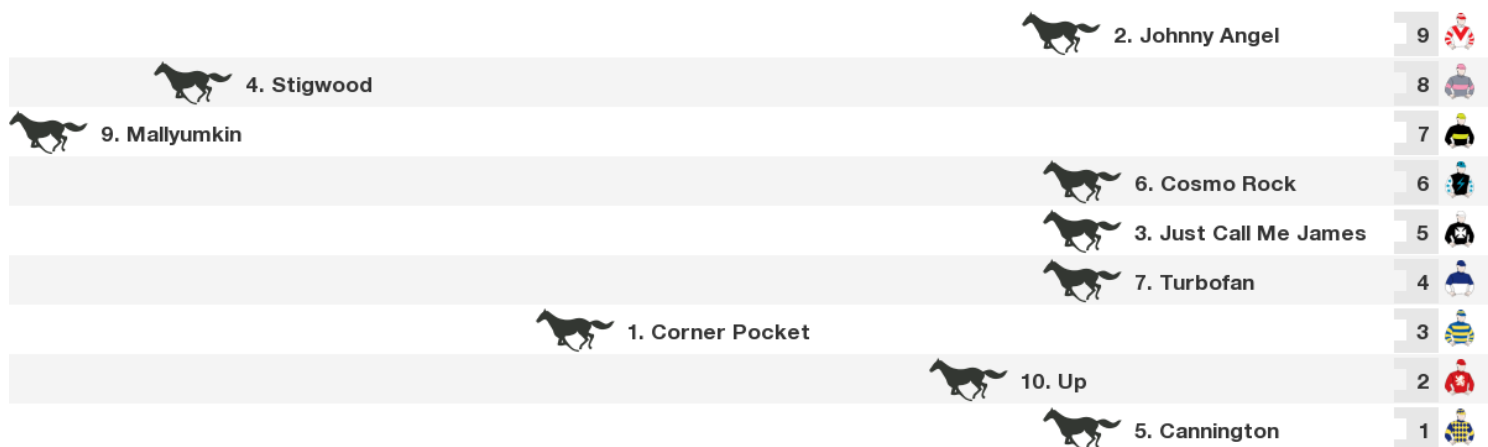 2. Johnny Angel 9
4. Stigwood 8
9. Mallyumkin 7
6. Cosmo Rock 6
3. Just Call Me James 5
7. Turbofan 4
1. Corner Pocket 3
10. Up 2
5. Cannington 1